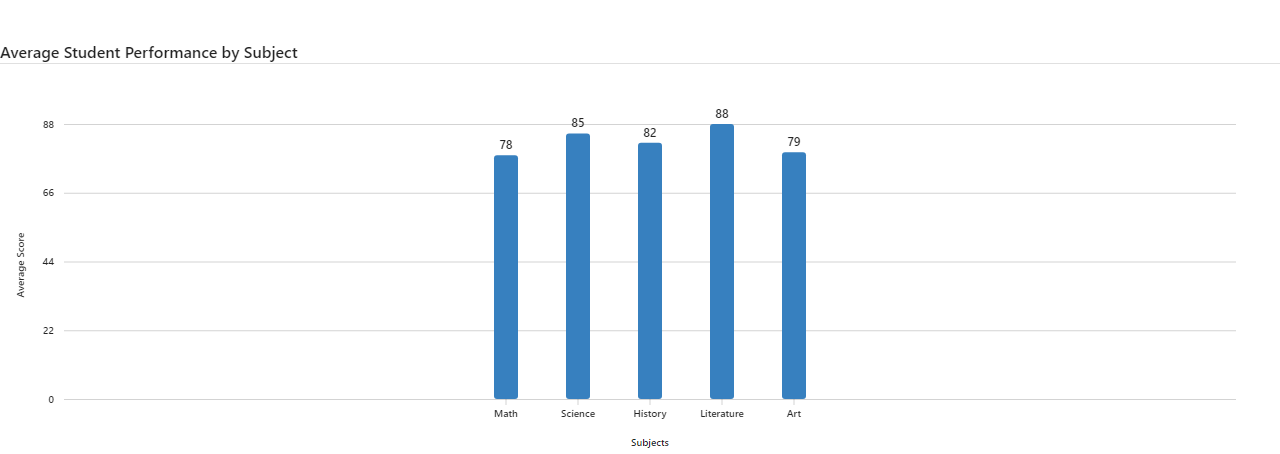 Average Student Performance by Subject
88
66
44
22
0
Average Score
78
85
82
88
79
Math
Science
History
Literature
Art
Subjects